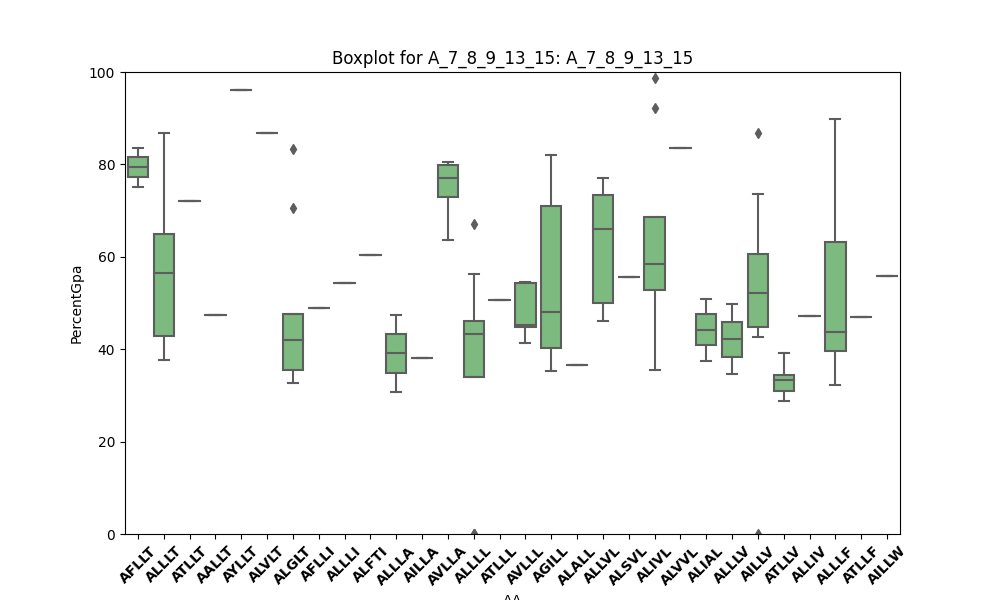 Boxplot for A_7_8_9_13_15: A_7_8_9_13_15
PercentGpa
100
80
60
40
20
0
AFLLT
ALLLT
ATLLT
AALLT
AYLLT
ALVLT
ALGLT
AFLLI
ALLLI
ALFTI
ALLLA
AILLA
AVLLA
ALLLL
ATLLL
AVLLL
AGILL
ALALL
ALLVL
ALSVL
ALIVL
ALVVL
ALIAL
ALLLV
AILLV
ATLLV
ALLIV
ALLLF
ATLLF
AILLW
AA